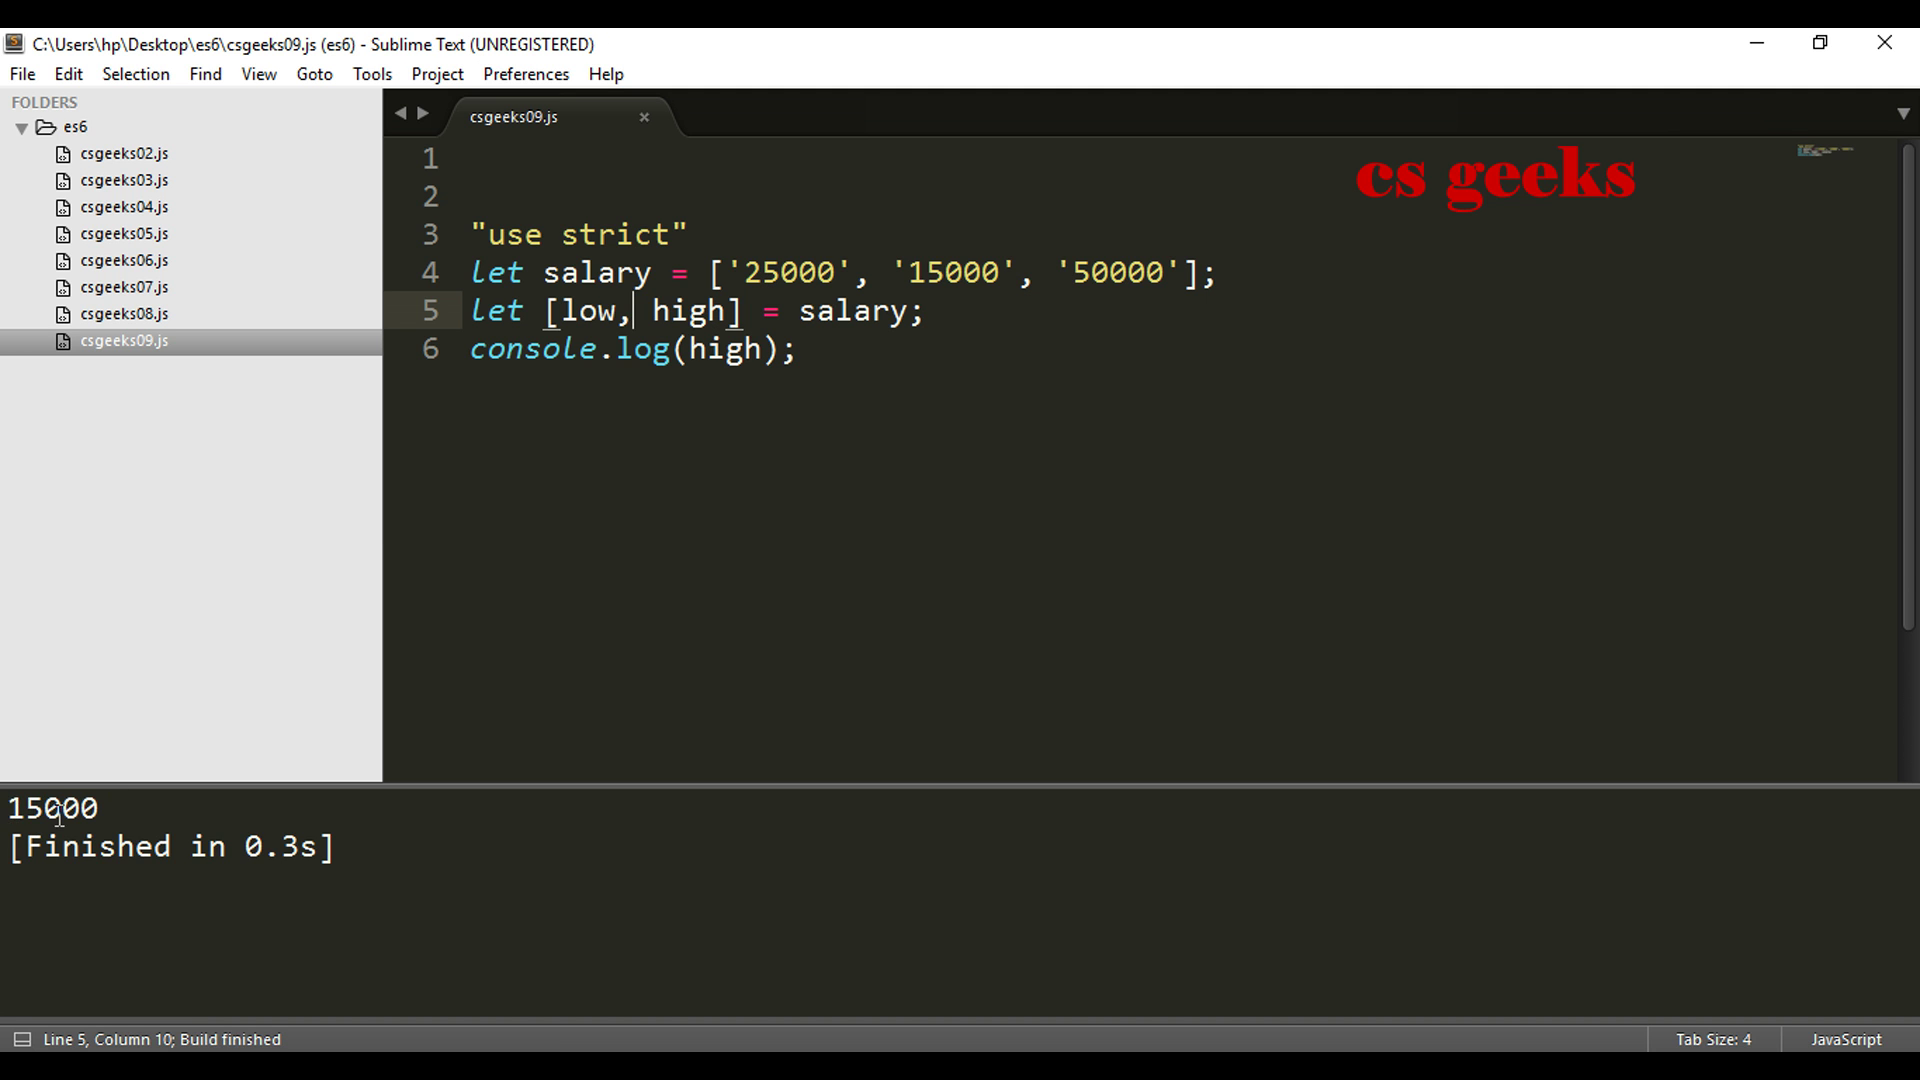 C:\Users\hp\Desktop\es6\csgeeks09.js (es6) - Sublime Text (UNREGISTERED)
File Edit Selection Find View Goto Tools Project Preferences Help
FOLDERS
es6
csgeeks02.js
csgeeks03.js
csgeeks04.js
csgeeks05.js
csgeeks06.js
csgeeks07.js
csgeeks08.js
csgeeks09.js
csgeeks09.js
cs geeks
1
2
3 "use strict"
4 let salary = ['25000', '15000', '50000'];
5 let [low, high] = salary;
6 console.log(high);
15000
[Finished in 0.3s]
Line 5, Column 10; Build finished
Tab Size: 4
JavaScript